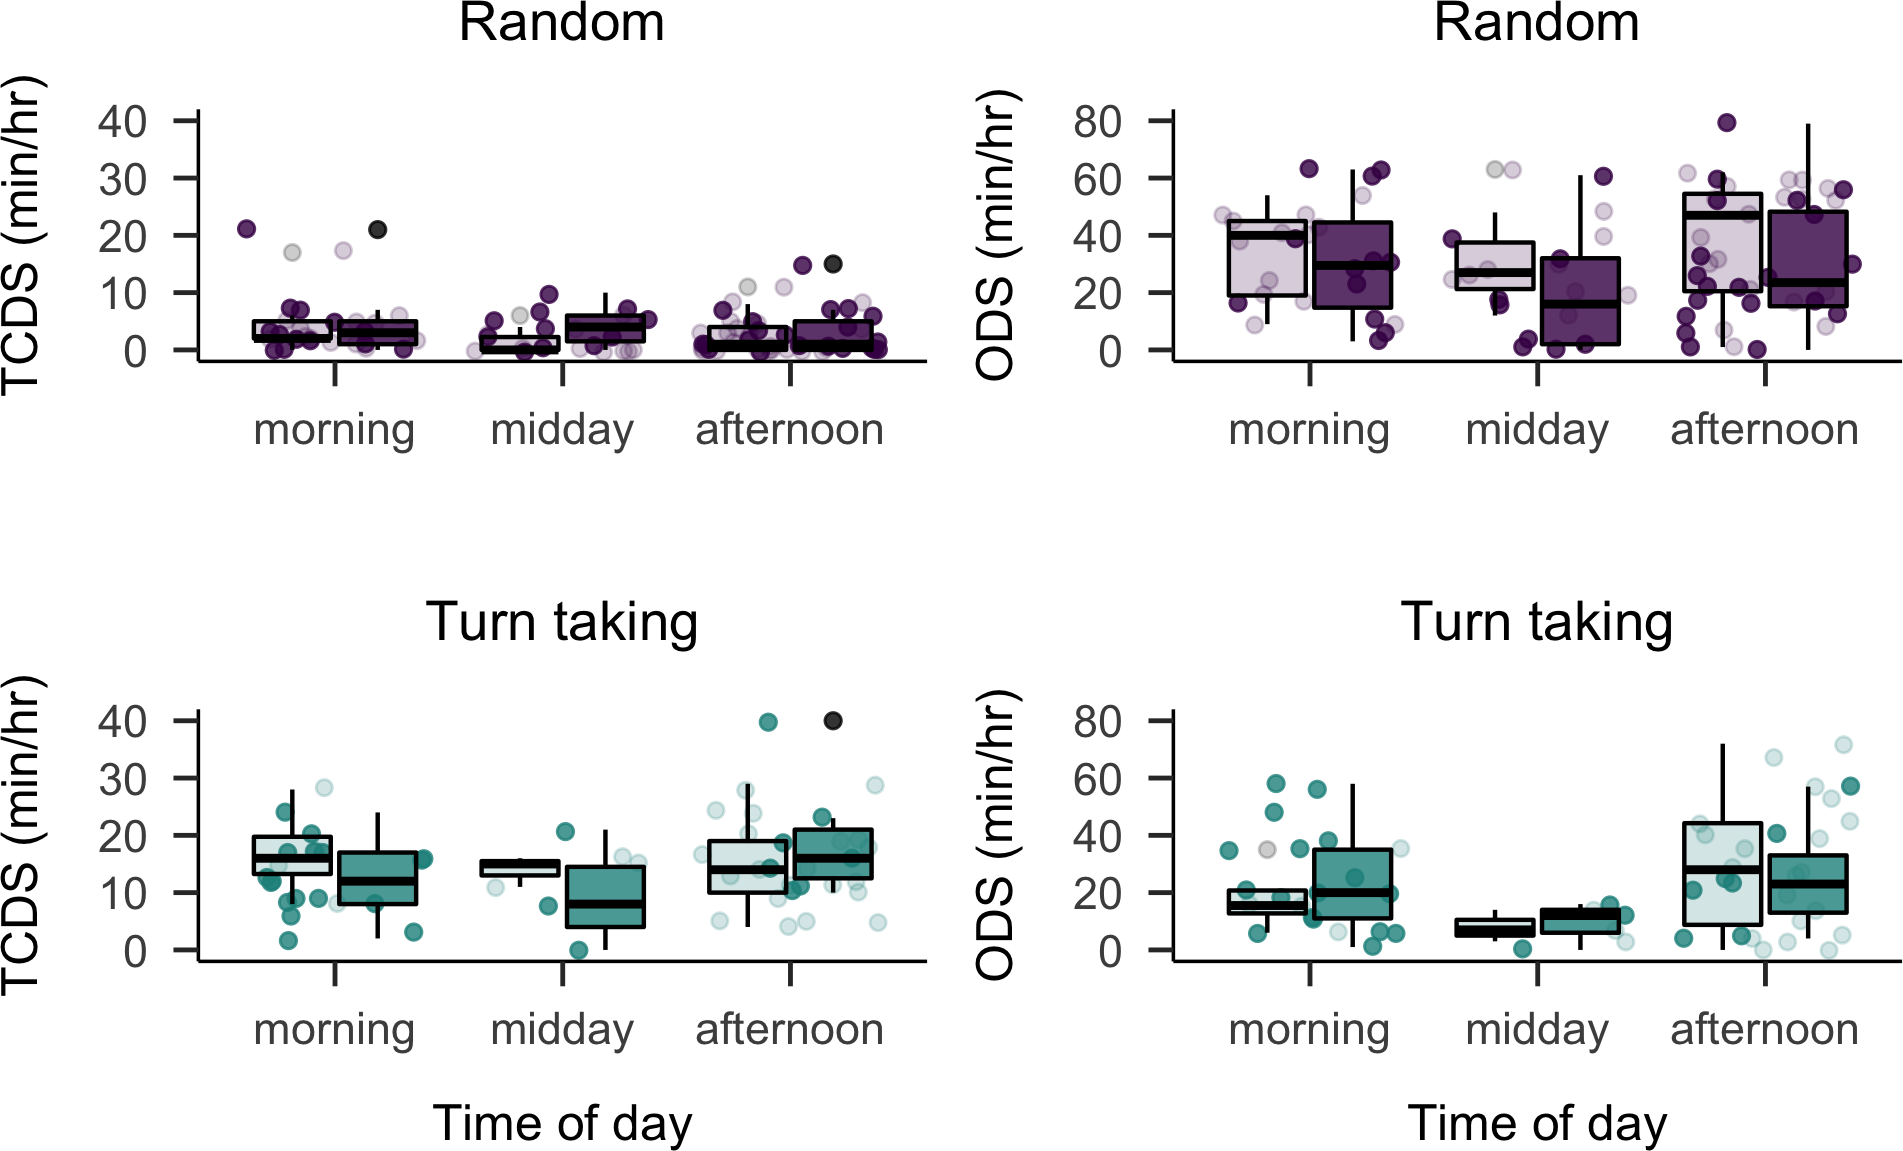 Random
TCDS (min/hr)
40
30
20
10
0
morning midday afternoon
Random
ODS (min/hr)
80
60
40
20
0
morning midday afternoon
Turn taking
TCDS (min/hr)
40
30
20
10
0
morning midday afternoon
Time of day
Turn taking
ODS (min/hr)
80
60
40
20
0
morning midday afternoon
Time of day